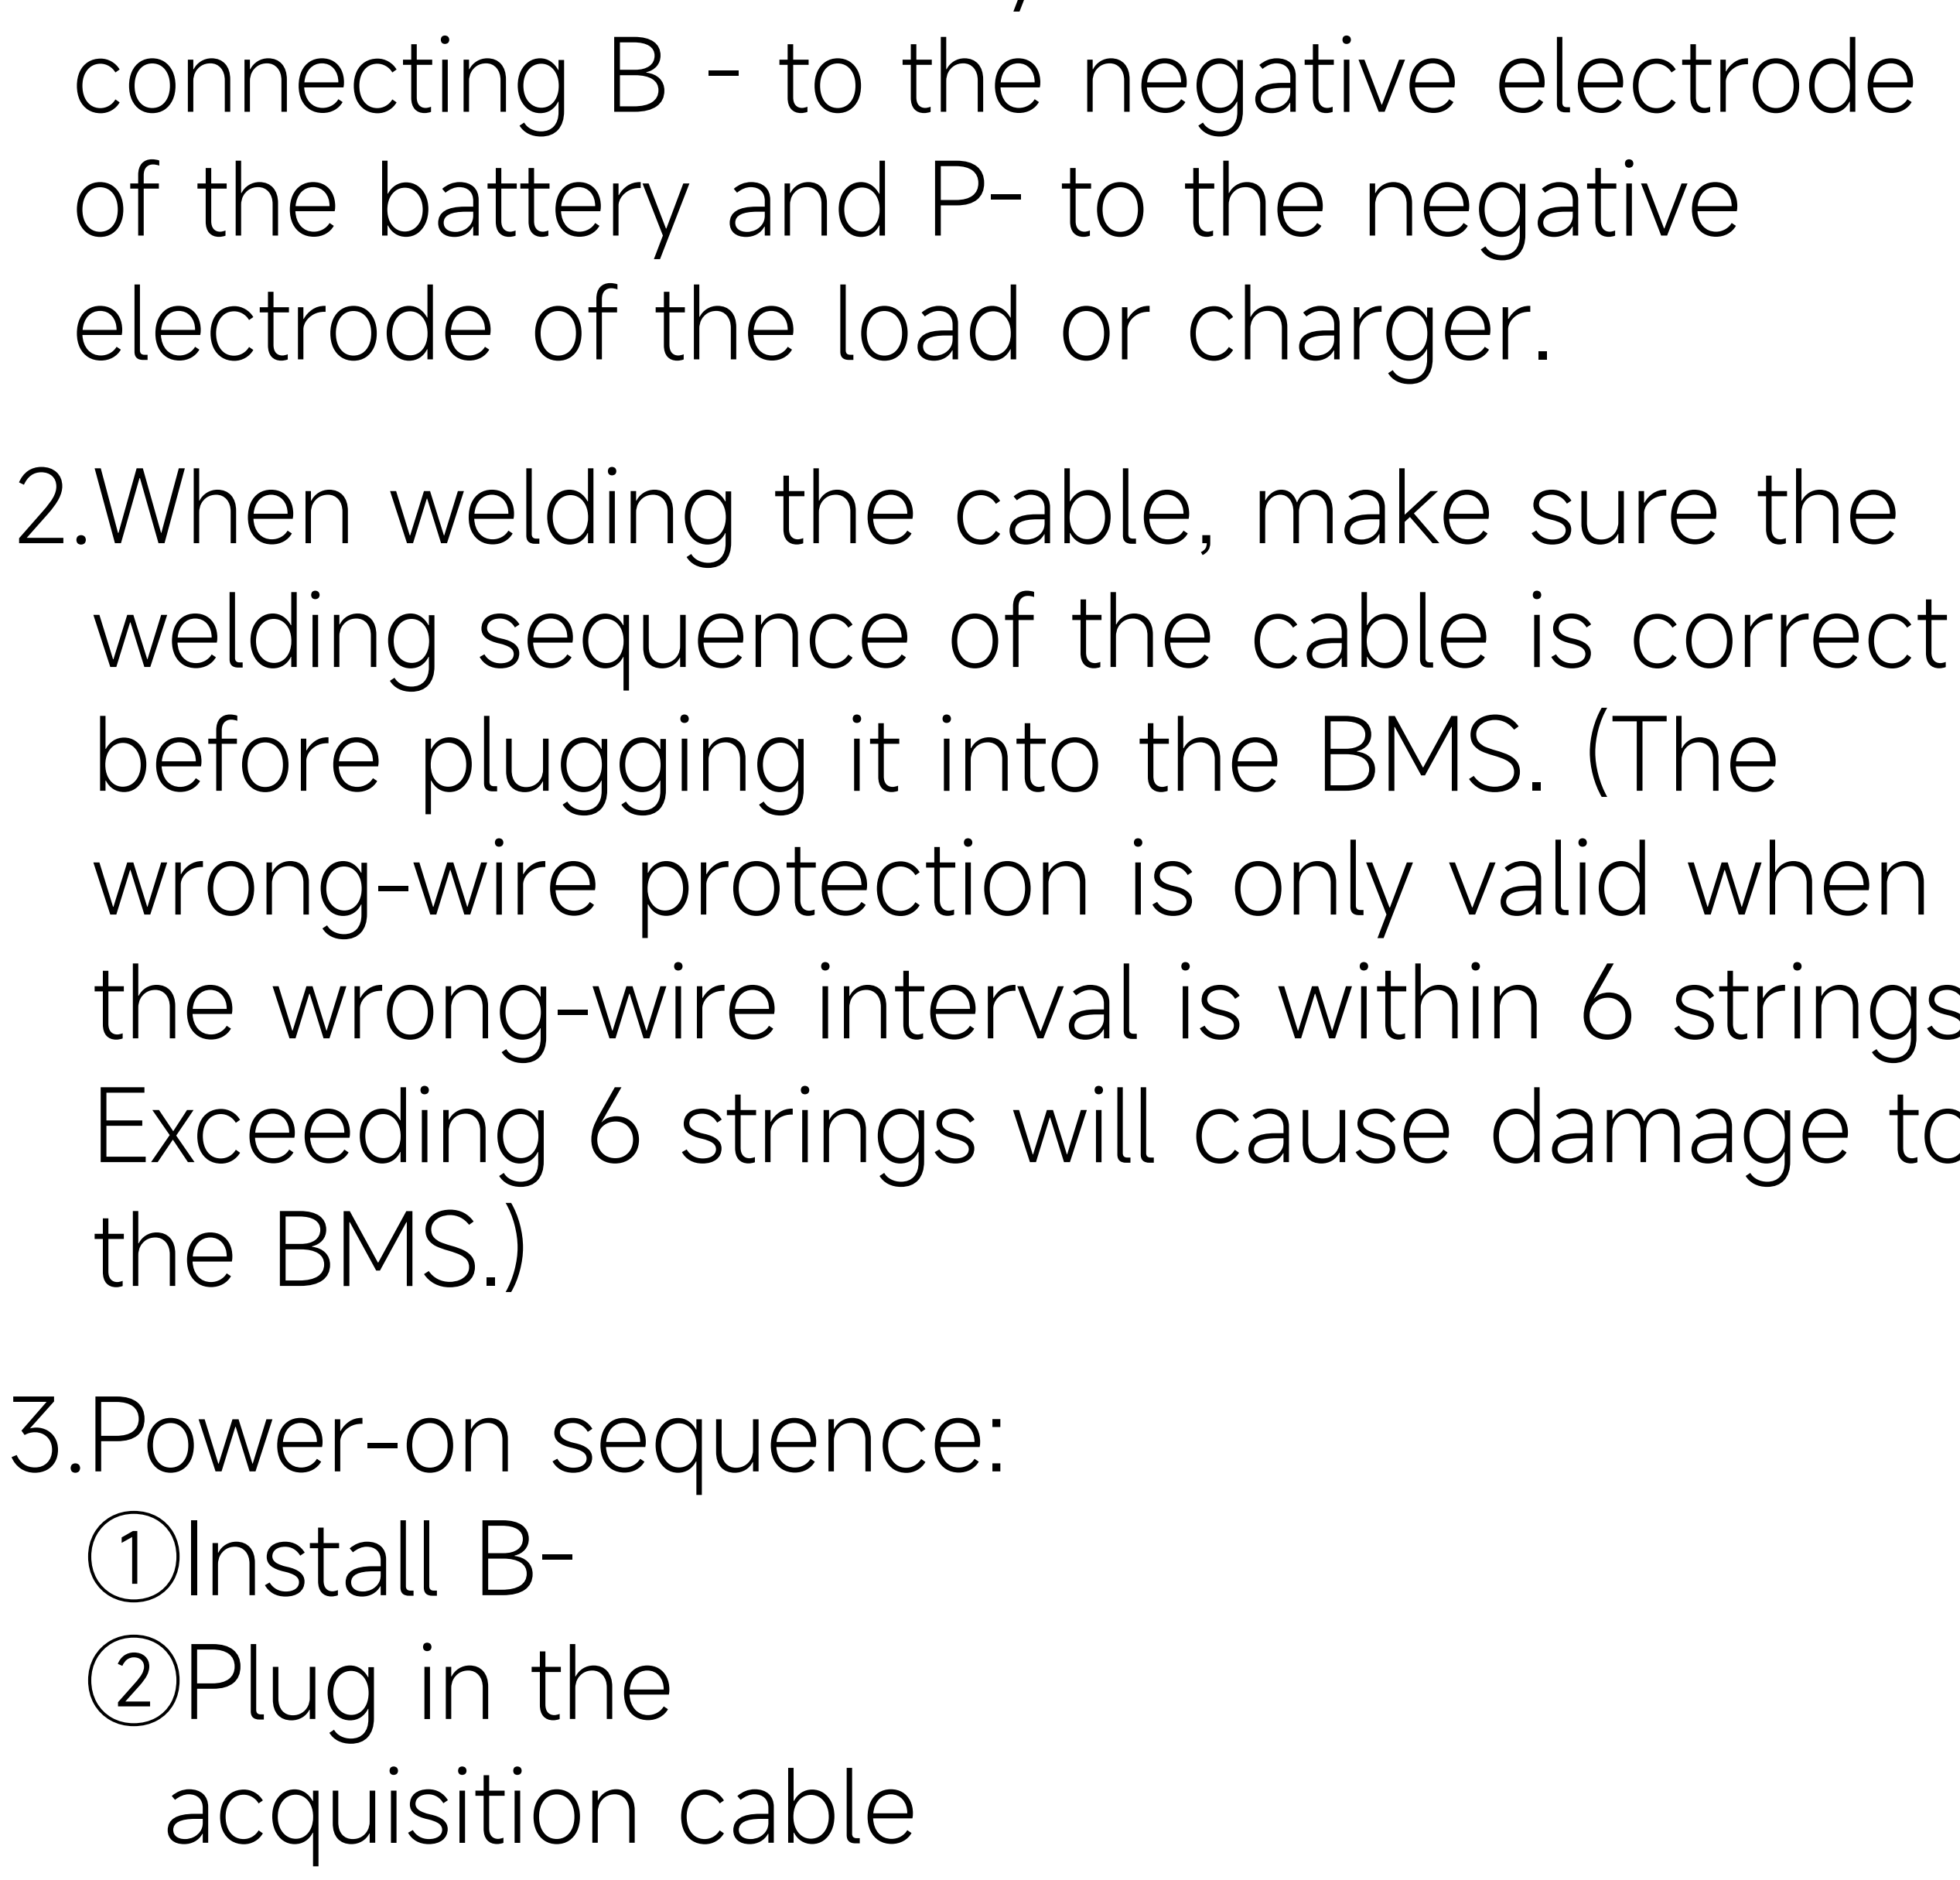 connecting B -to the negative electrode
of the battery and P- to the negative
electrode of the load or charger.
2.When welding the cable, make sure the
welding sequence of the cable is correct
before plugging it into the BMS. (The
wrong-wire protection is only valid when
the wrong-wire interval is within 6 strings
Exceeding 6 strings will cause damage to
the BMS.)
3.Power-on sequence:
①Install B-
②Plug in the
acquisition cable